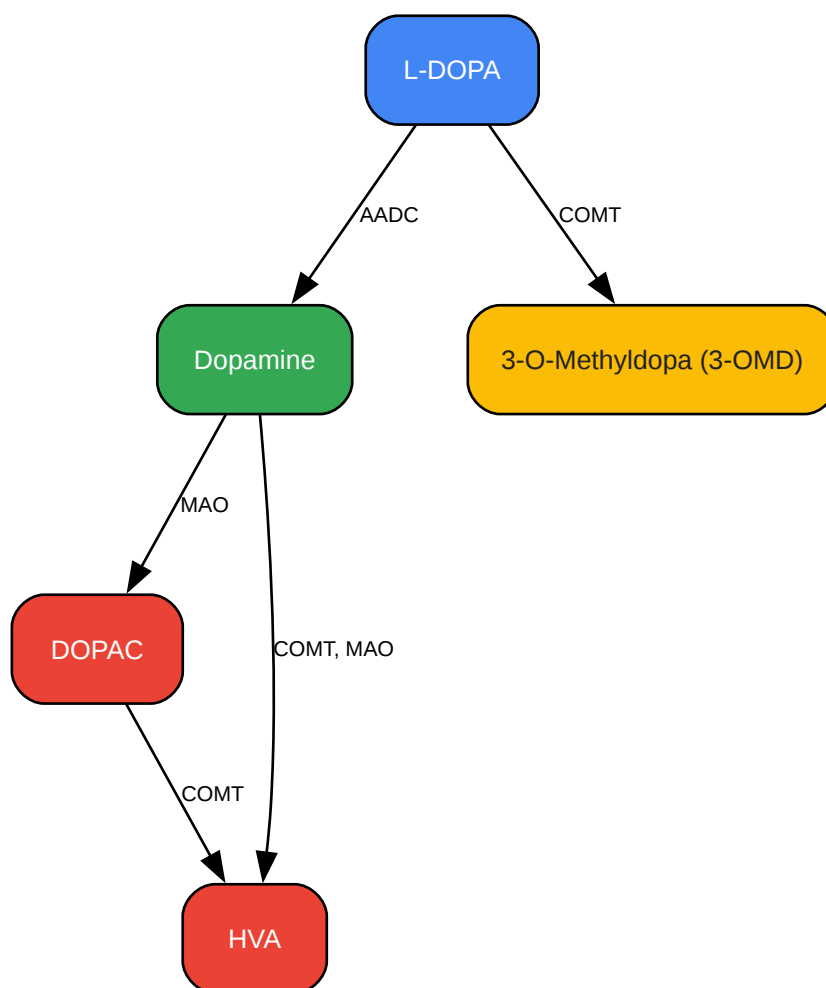 L-DOPA
AADC
COMT
Dopamine
3-O-Methyldopa (3-OMD)
MAO
DOPAC
COMT, MAO
COMT
HVA